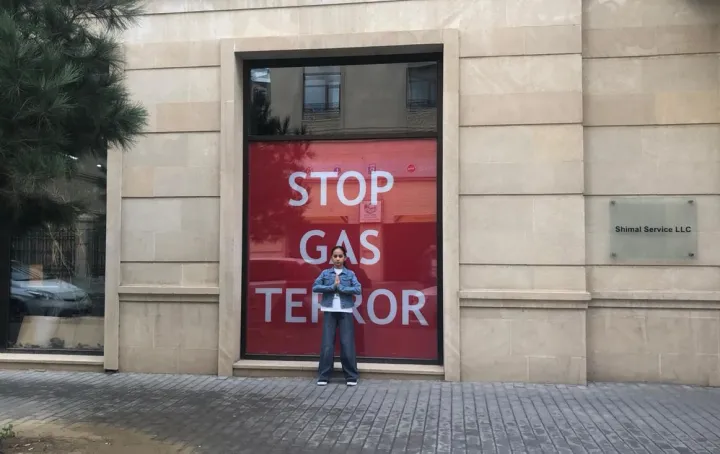 STOP
GAS
TERROR
Shimal Service LLC